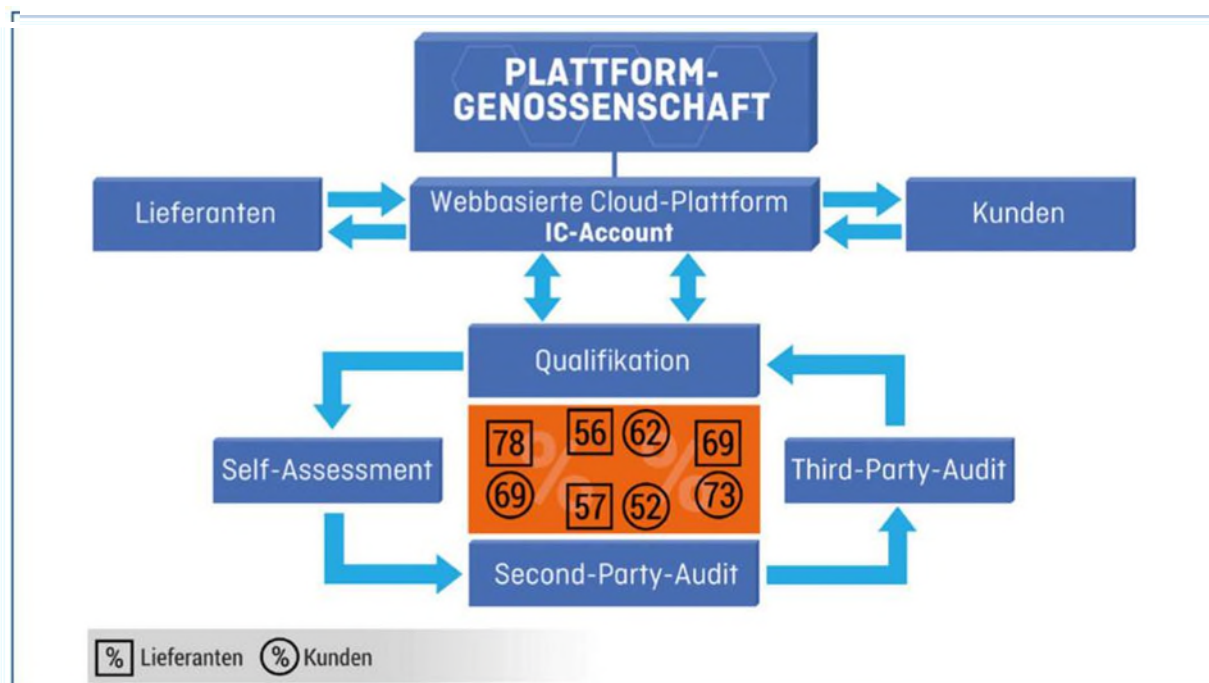 PLATTFORM-
GENOSSENSCHAFT
Lieferanten
Webbasierte Cloud-Plattform
IC-Account
Kunden
Qualifikation
78 56 62 69
Self-Assessment
Third-Party-Audit
69 57 52 73
Second-Party-Audit
% Lieferanten % Kunden